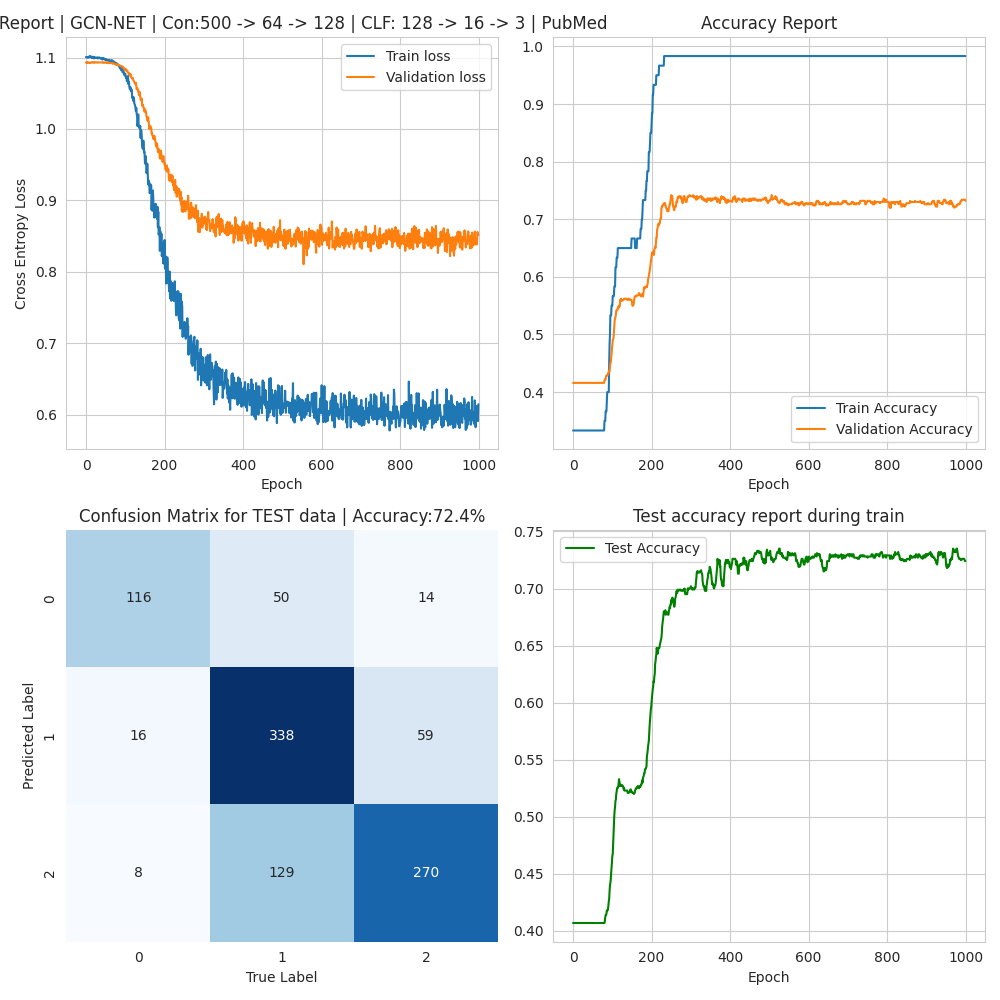 Report | GCN-NET | Con:500 -> 64 -> 128 | CLF: 128 -> 16 -> 3 | PubMed
Cross Entropy Loss
1.1
1.0
0.9
0.8
0.7
0.6
Train loss
Validation loss
0 200 400 600 800 1000
Epoch
Accuracy Report
1.0
0.9
0.8
0.7
0.6
0.5
0.4
Train Accuracy
Validation Accuracy
0 200 400 600 800 1000
Epoch
Confusion Matrix for TEST data | Accuracy:72.4%
Predicted Label
0 116 50 14
1 16 338 59
2 8 129 270
0 1 2
True Label
Test accuracy report during train
0.75
0.70
0.65
0.60
0.55
0.50
0.45
0.40
Test Accuracy
0 200 400 600 800 1000
Epoch